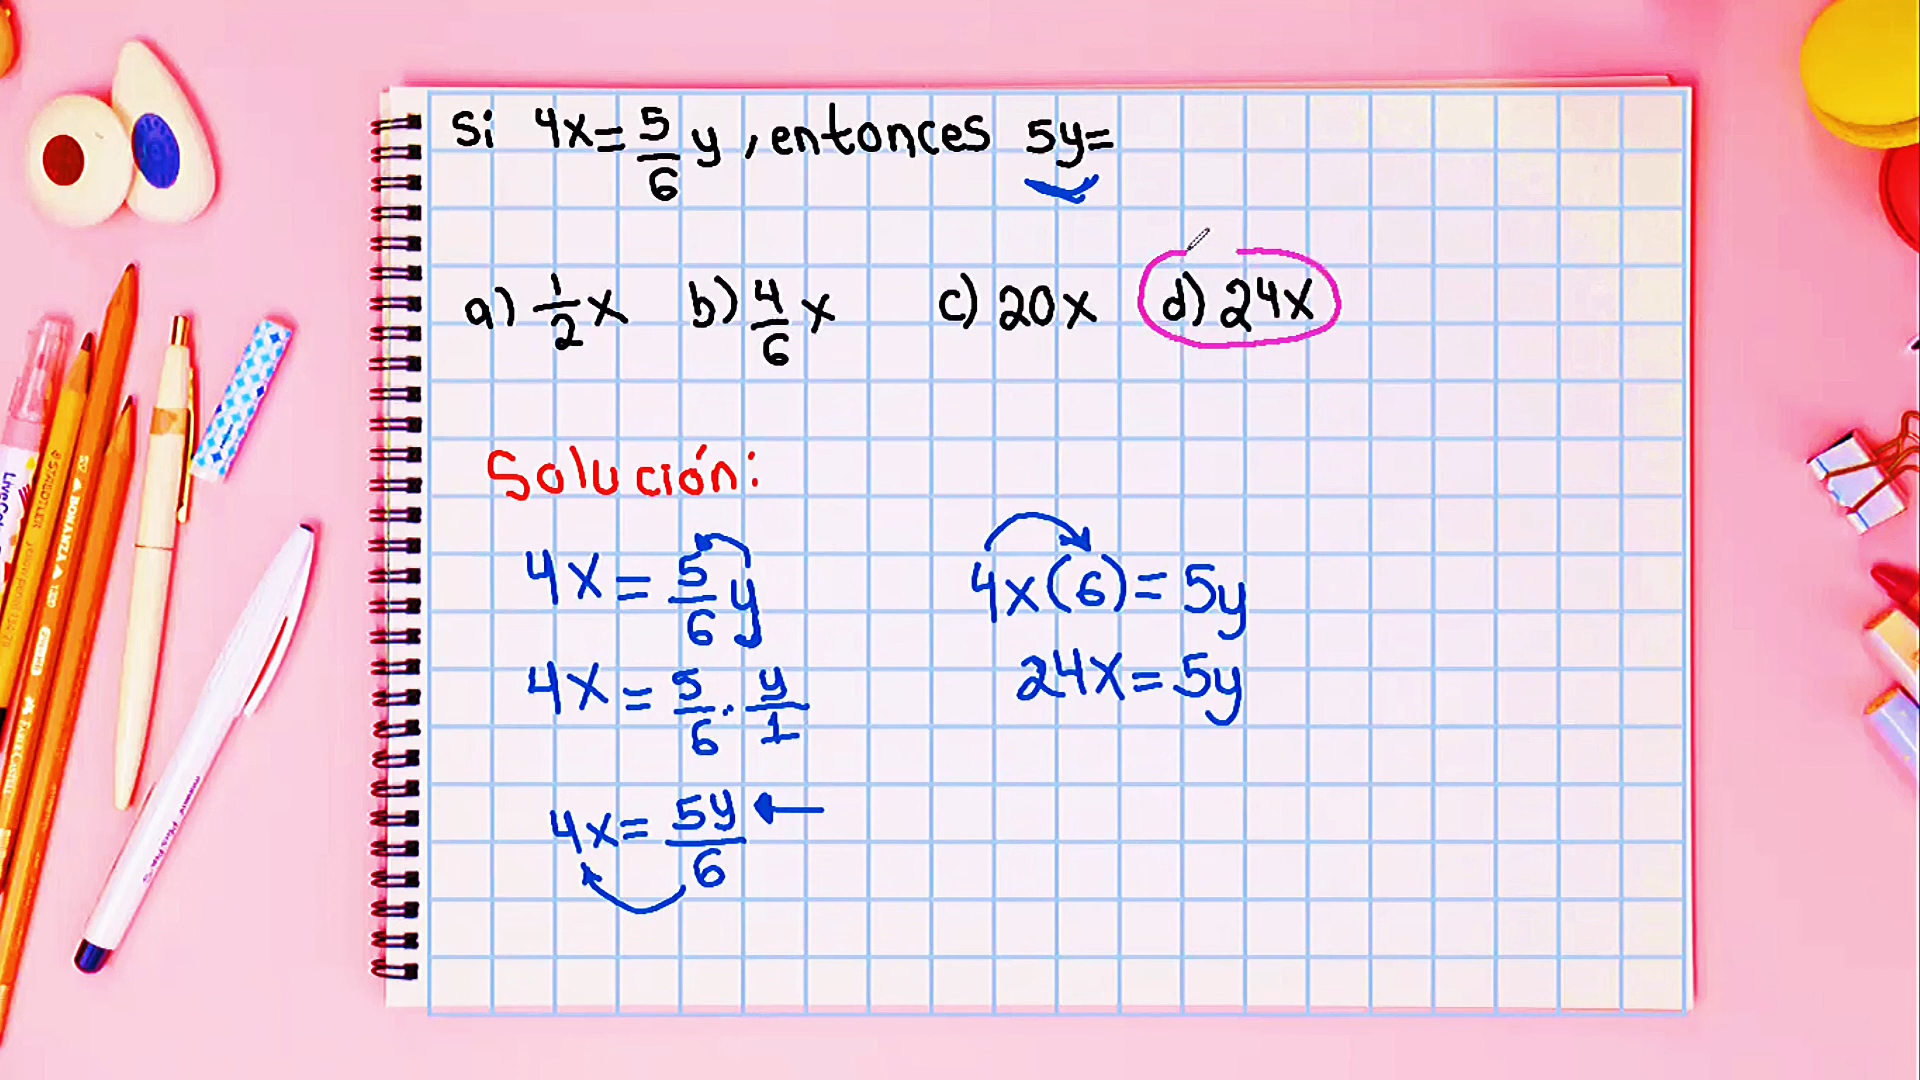 Si 4x = 5/6 y, entonces 5y=
a) 1/2 x b) 4/6 x c) 20x d) 24x
Solución:
4x = 5/6 y
4x = 5/6 · y/1
4x = 5y/6
4x(6) = 5y
24x = 5y